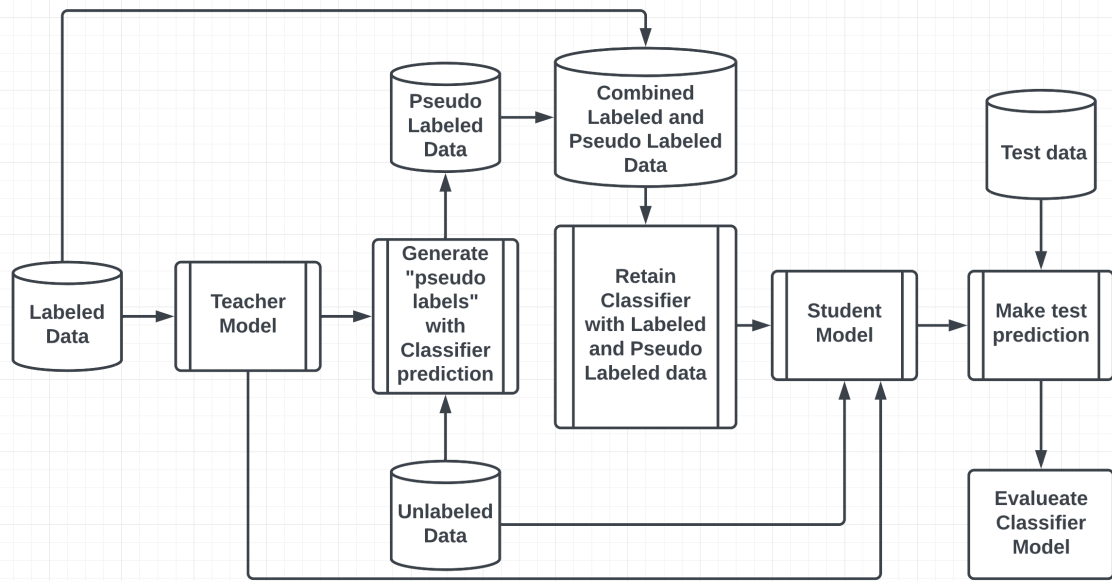 Pseudo
Labeled
Data
Combined
Labeled and
Pseudo Labeled
Data
Test data
Labeled
Data
Teacher
Model
Generate
"pseudo
labels"
with
Classifier
prediction
Retain
Classifier
with Labeled
and Pseudo
Labeled data
Student
Model
Make test
prediction
Unlabeled
Data
Evalueate
Classifier
Model